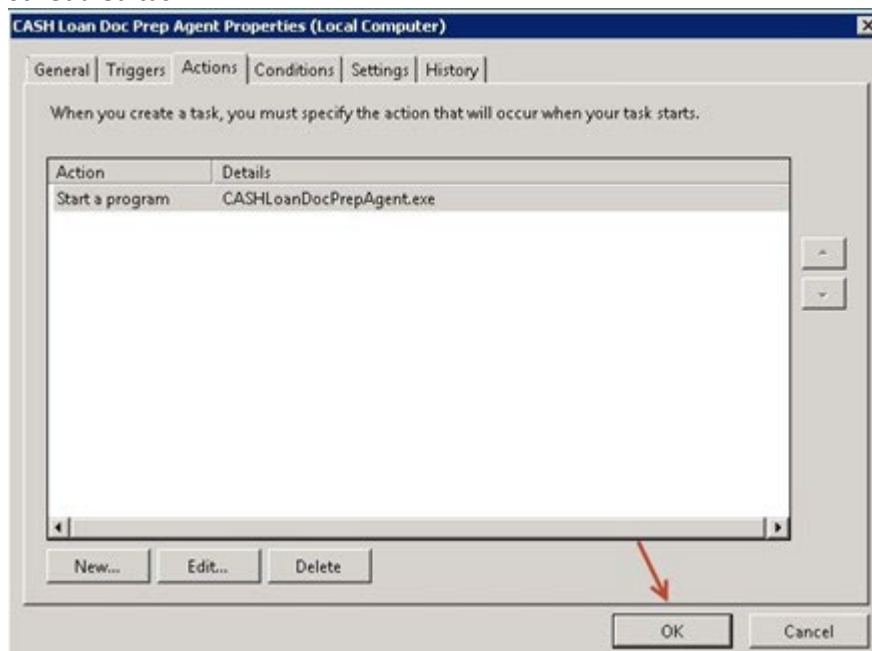 CASH Loan Doc Prep Agent Properties (Local Computer)
General Triggers Actions Conditions Settings History
When you create a task, you must specify the action that will occur when your task starts.
Action Details
Start a program CASHLoanDocPrepAgent.exe
New... Edit... Delete
OK Cancel